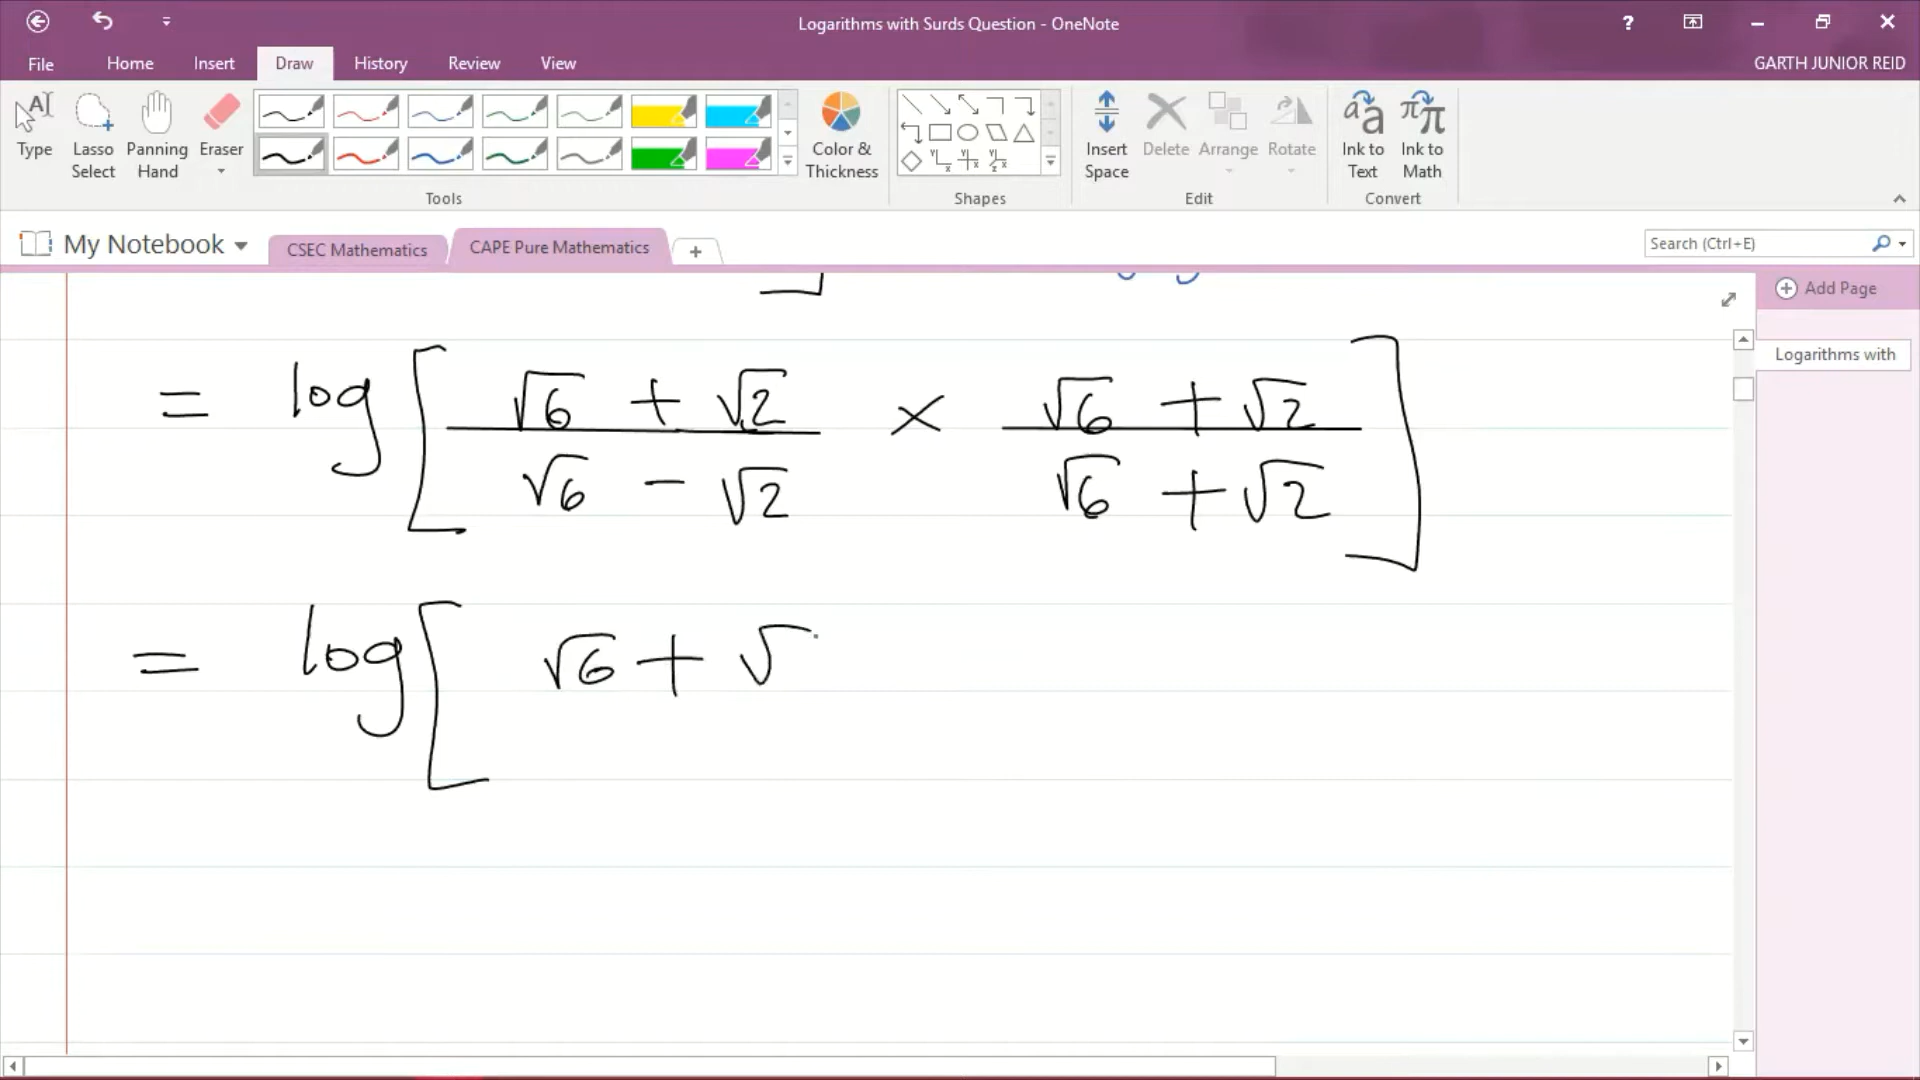 Logarithms with Surds Question - OneNote
?
File Home Insert Draw History Review View
GARTH JUNIOR REID
Type
Lasso Select
Panning Hand
Eraser
Color & Thickness
Insert Space
Delete
Arrange
Rotate
Ink to Text
Ink to Math
Tools
Shapes
Edit
Convert
My Notebook
CSEC Mathematics
CAPE Pure Mathematics
+
Search (Ctrl+E)
Add Page
Logarithms with
= log [ (√6 + √2)/(√6 - √2) × (√6 + √2)/(√6 + √2) ]
= log [ √6 + √